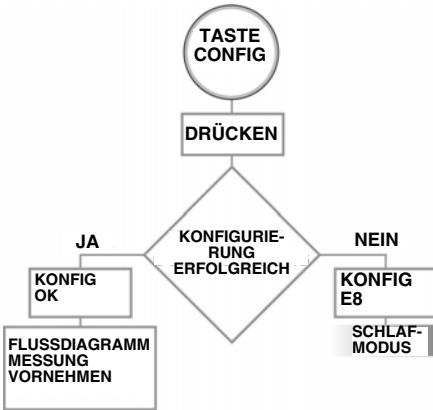 TASTE
CONFIG
DRÜCKEN
KONFIGURIE-
RUNG
ERFOLGREICH
JA
NEIN
KONFIG
OK
KONFIG
E8
FLUSSDIAGRAMM
MESSUNG
VORNEHMEN
SCHLAF-
MODUS